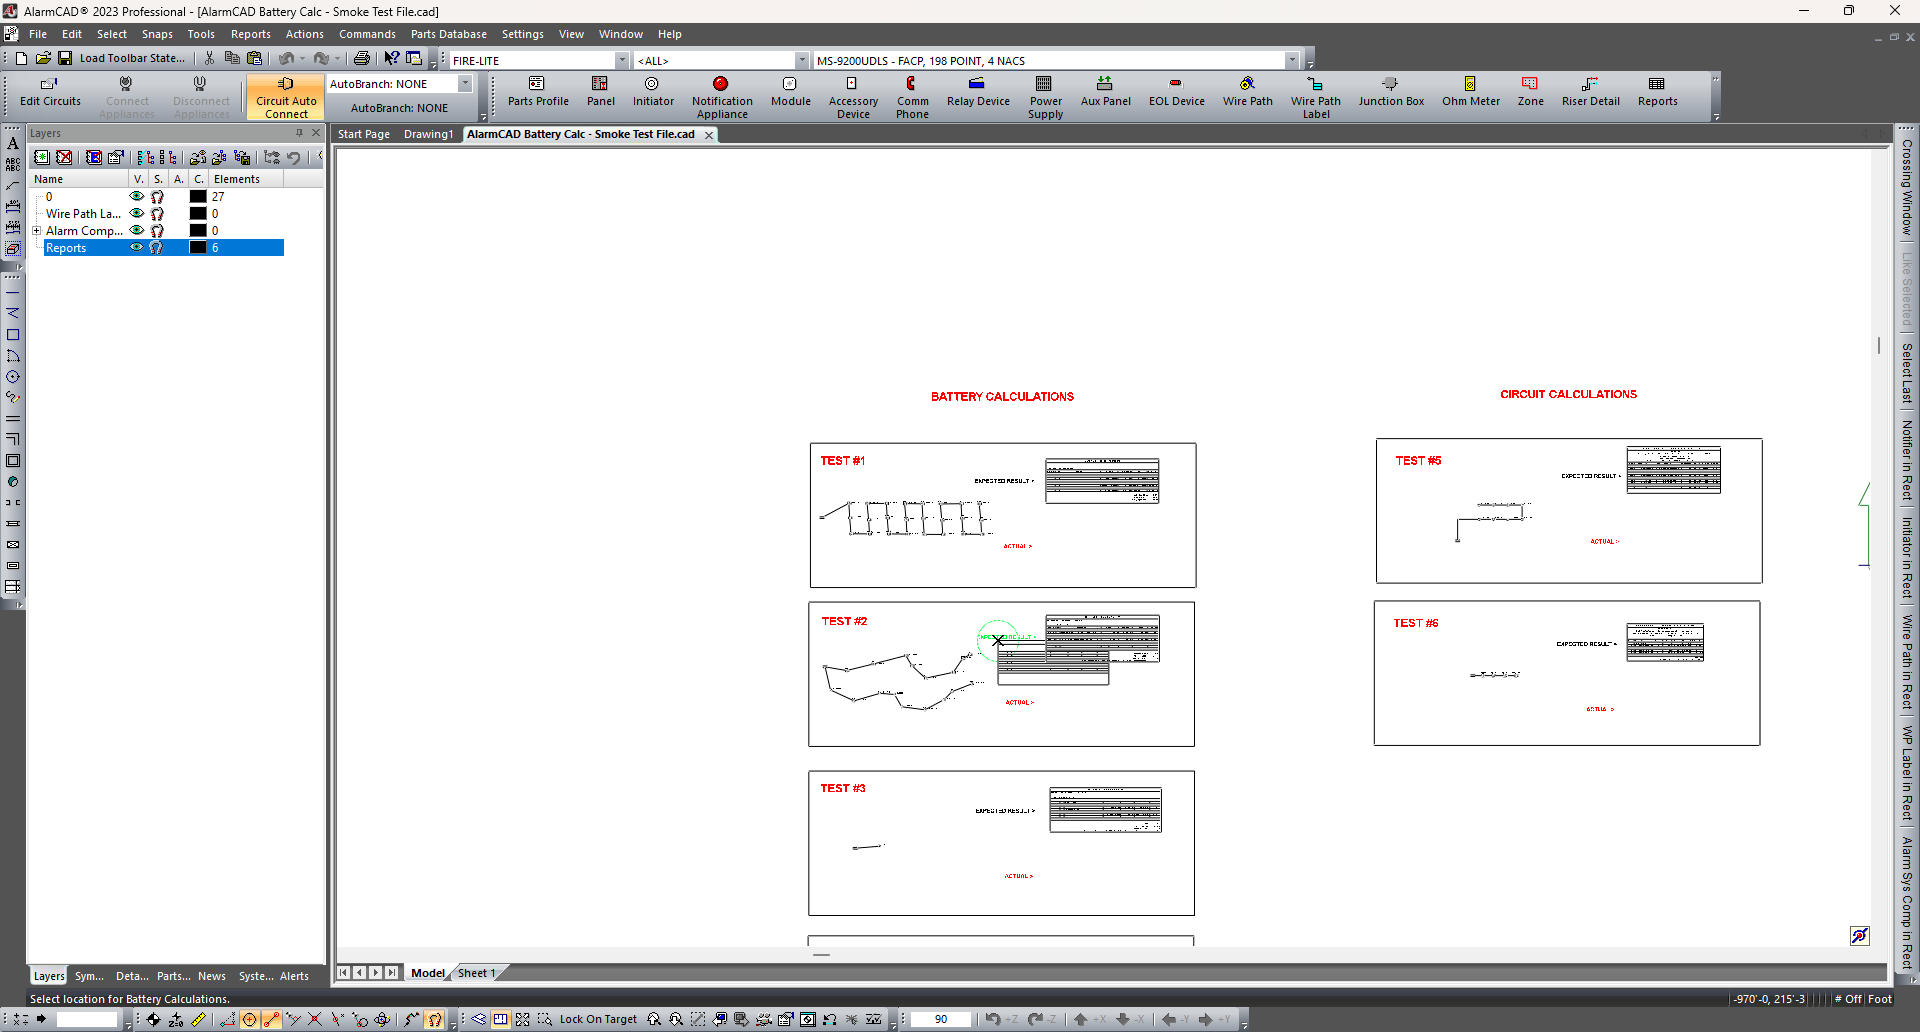 AlarmCAD® 2023 Professional - [AlarmCAD Battery Calc - Smoke Test File.cad]
File Edit Select Snaps Tools Reports Actions Commands Parts Database Settings View Window Help
Load Toolbar State... FIRE-LITE <ALL> MS-9200UDLS - FACP, 198 POINT, 4 NACS
Edit Circuits Connect Appliances Disconnect Appliances Circuit Auto Connect AutoBranch: NONE AutoBranch: NONE Parts Profile Panel Initiator Notification Appliance Module Accessory Device Comm Phone Relay Device Power Supply Aux Panel EOL Device Wire Path Wire Path Label Junction Box Ohm Meter Zone Riser Detail Reports
Layers Start Page Drawing1 AlarmCAD Battery Calc - Smoke Test File.cad
A
ABC
ABC
Name V. S. A. C. Elements
0 27
Wire Path La... 0
Alarm Comp... 0
Reports 6
BATTERY CALCULATIONS CIRCUIT CALCULATIONS
TEST #1
EXPECTED RESULT >
ACTUAL >
TEST #2
EXPECTED RESULT >
ACTUAL >
TEST #3
EXPECTED RESULT >
ACTUAL >
TEST #5
EXPECTED RESULT >
ACTUAL >
TEST #6
EXPECTED RESULT >
ACTUAL >
Crossing Window
Like Selected
Select Last
Notifier in Rect
Initiator in Rect
Wire Path in Rect
WP Label in Rect
Alarm Sys Comp in Rect
Layers Sym... Deta... Parts... News Syste... Alerts
Model Sheet 1
Select location for Battery Calculations. -970'-0, 215'-3 # Off Foot
Lock On Target 90 +Z -Z +X -X -Y +Y